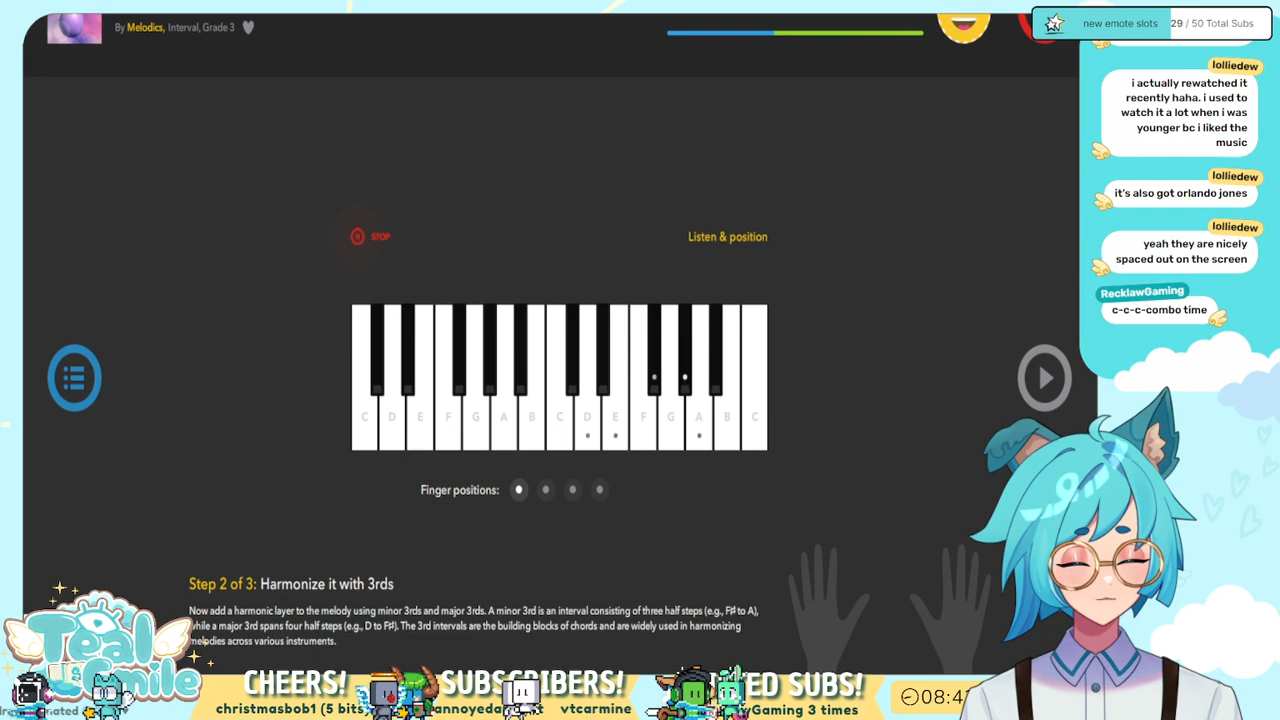 By Melodics, Interval, Grade 3
new emote slots 29 / 50 Total Subs
lolliedew
i actually rewatched it
recently haha. i used to
watch it a lot when i was
younger bc i liked the
music
lolliedew
it's also got orlando jones
lolliedew
yeah they are nicely
spaced out on the screen
RecklawGaming
c-c-c-combo time
STOP
Listen & position
C D E F G A B C D E F G A B C
Finger positions:
Step 2 of 3: Harmonize it with 3rds
Now add a harmonic layer to the melody using minor 3rds and major 3rds. A minor 3rd is an interval consisting of three half steps (e.g., F# to A),
while a major 3rd spans four half steps (e.g., D to F#). The 3rd intervals are the building blocks of chords and are widely used in harmonizing
melodies across various instruments.
Teal
Smile
CHEERS!
christmasbob1 (5 bits
SUBSCRIBERS!
vtcarmine
SUBS!
3 times